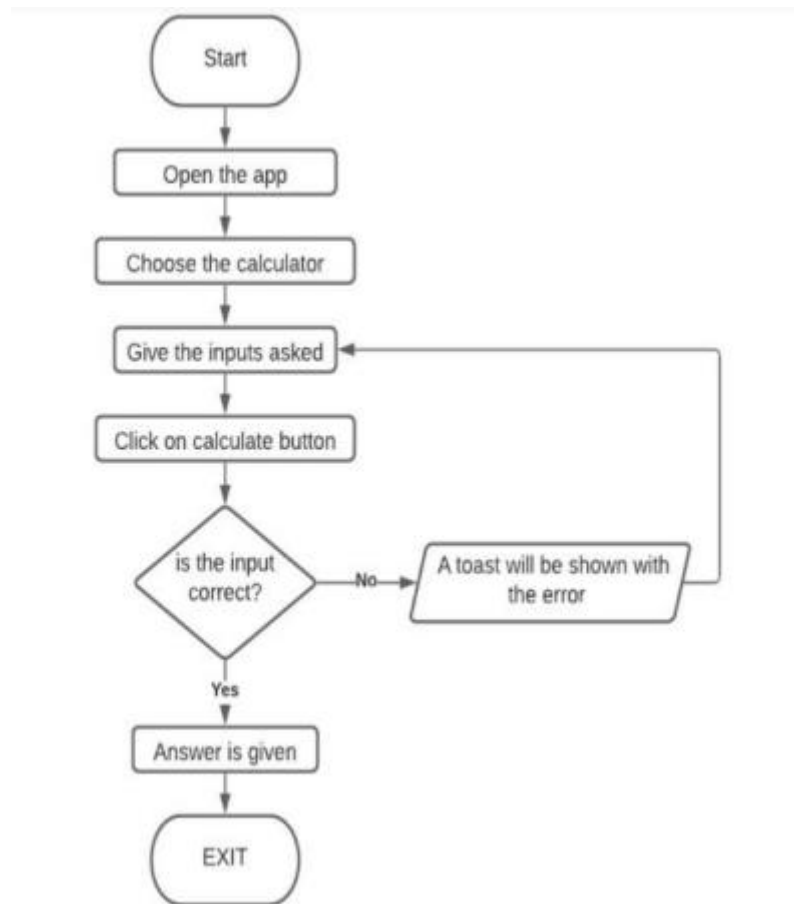 Start
Open the app
Choose the calculator
Give the inputs asked
Click on calculate button
is the input
correct?
No
A toast will be shown with
the error
Yes
Answer is given
EXIT